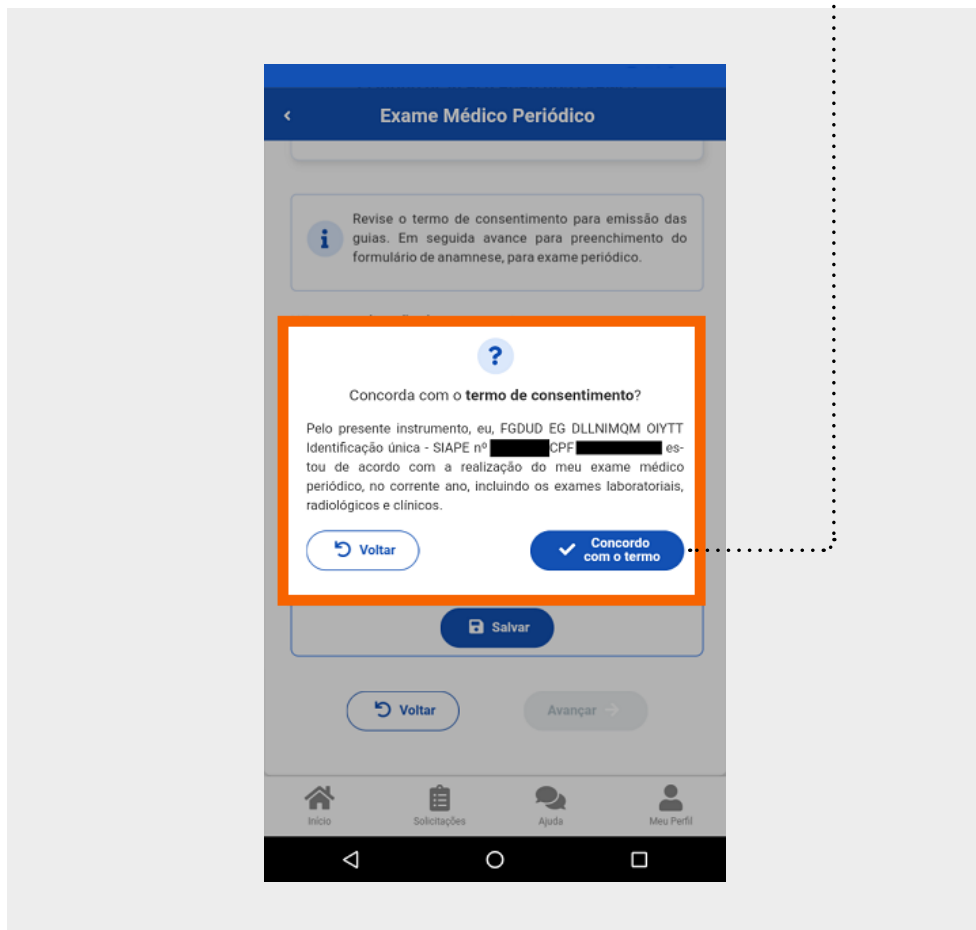 Exame Médico Periódico
Revise o termo de consentimento para emissão das
guias. Em seguida avance para preenchimento do
formulário de anamnese, para exame periódico.
?
Concorda com o termo de consentimento?
Pelo presente instrumento, eu, FGDUD EG DLLNIMQM OIYTT
Identificação única - SIAPE nº CPF es-
tou de acordo com a realização do meu exame médico
periódico, no corrente ano, incluindo os exames laboratoriais,
radiológicos e clínicos.
Voltar
Concordo
com o termo
Salvar
Voltar
Avançar
Início
Solicitações
Ajuda
Meu Perfil